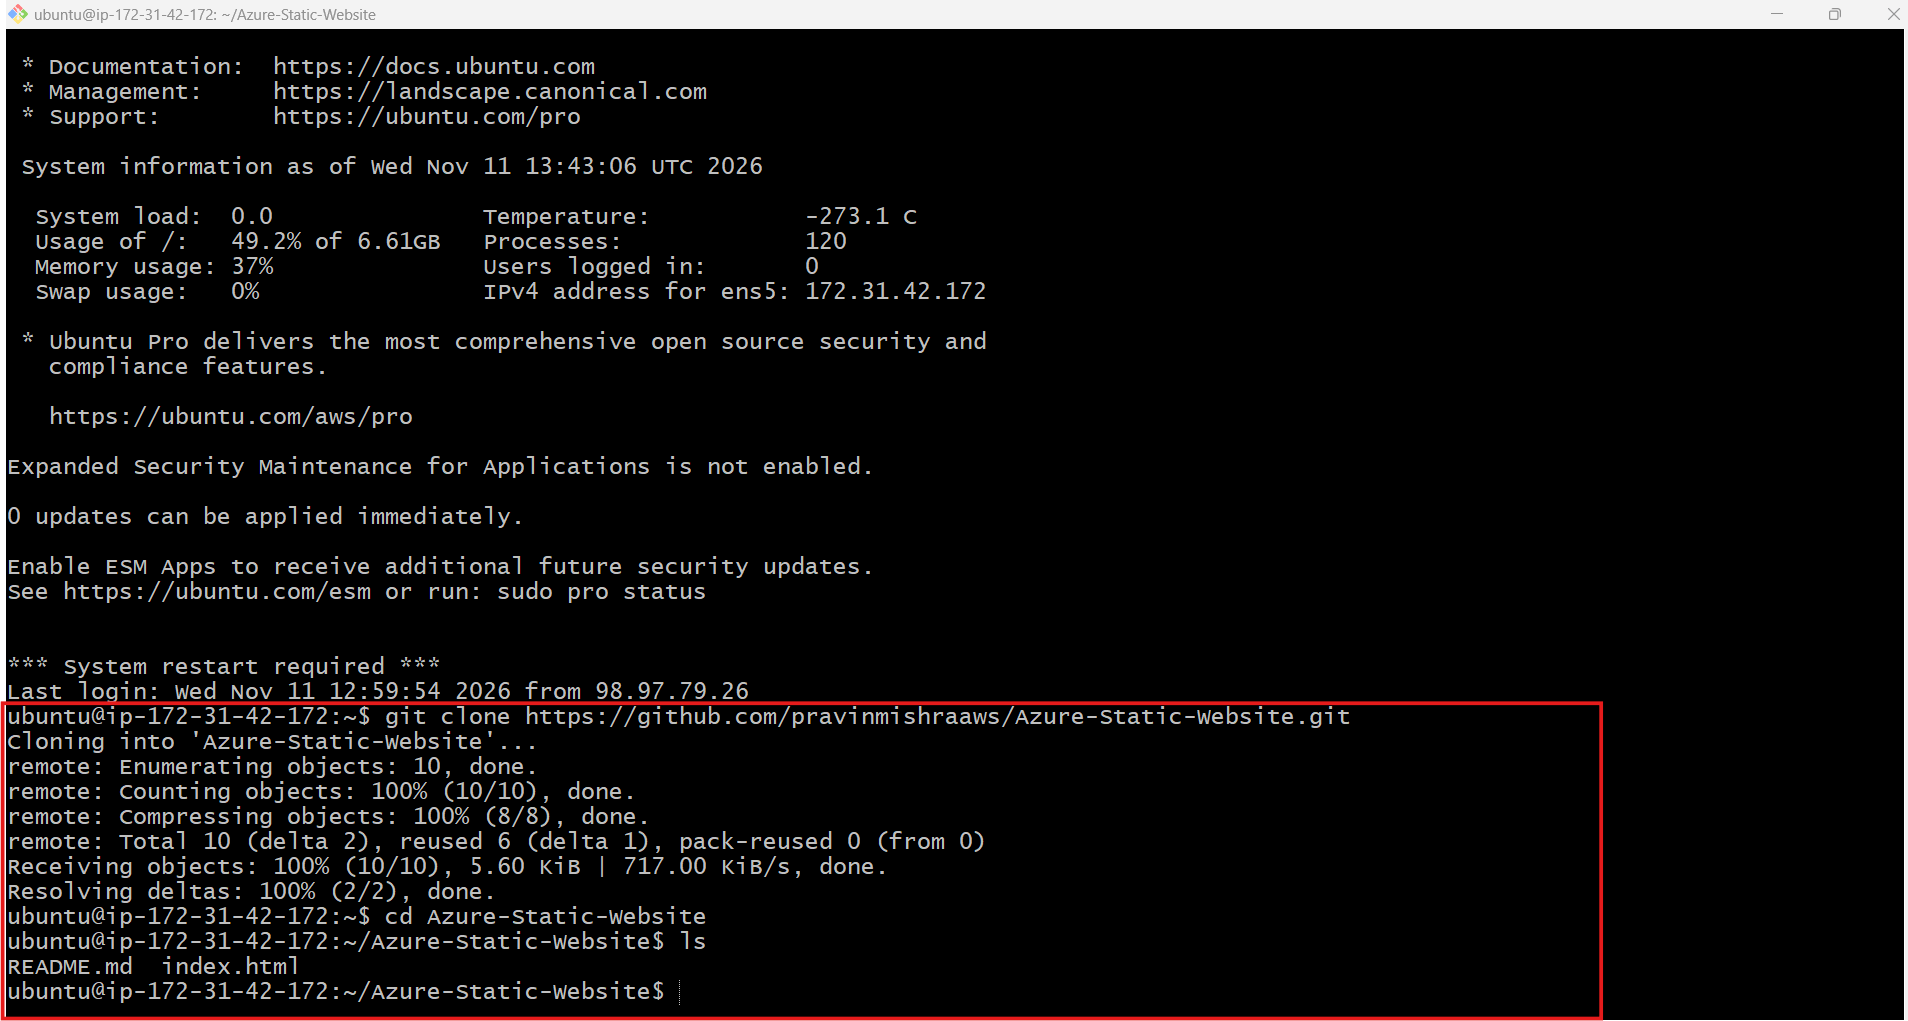 ubuntu@ip-172-31-42-172: ~/Azure-Static-Website
* Documentation:  https://docs.ubuntu.com
* Management:     https://landscape.canonical.com
* Support:        https://ubuntu.com/pro
System information as of Wed Nov 11 13:43:06 UTC 2026
System load:  0.0               Temperature:           -273.1 C
Usage of /:   49.2% of 6.61GB   Processes:             120
Memory usage: 37%               Users logged in:       0
Swap usage:   0%                IPv4 address for ens5: 172.31.42.172
* Ubuntu Pro delivers the most comprehensive open source security and
compliance features.
https://ubuntu.com/aws/pro
Expanded Security Maintenance for Applications is not enabled.
0 updates can be applied immediately.
Enable ESM Apps to receive additional future security updates.
See https://ubuntu.com/esm or run: sudo pro status
*** System restart required ***
Last login: Wed Nov 11 12:59:54 2026 from 98.97.79.26
ubuntu@ip-172-31-42-172:~$ git clone https://github.com/pravinmishraaws/Azure-Static-Website.git
Cloning into 'Azure-Static-Website'...
remote: Enumerating objects: 10, done.
remote: Counting objects: 100% (10/10), done.
remote: Compressing objects: 100% (8/8), done.
remote: Total 10 (delta 2), reused 6 (delta 1), pack-reused 0 (from 0)
Receiving objects: 100% (10/10), 5.60 KiB | 717.00 KiB/s, done.
Resolving deltas: 100% (2/2), done.
ubuntu@ip-172-31-42-172:~$ cd Azure-Static-Website
ubuntu@ip-172-31-42-172:~/Azure-Static-Website$ ls
README.md  index.html
ubuntu@ip-172-31-42-172:~/Azure-Static-Website$